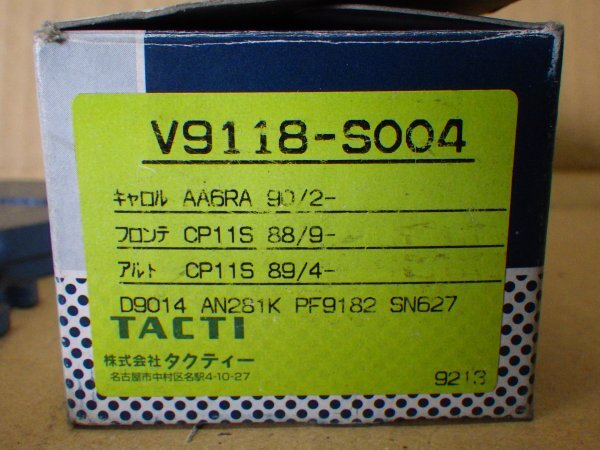 V9118-S004
キャロル AA6RA 90/2-
フロンテ CP11S 88/9-
アルト CP11S 89/4-
D9014 AN281K PF9182 SN627
TACTI
株式会社 タクティー
名古屋市中村区名駅4-10-27
9213